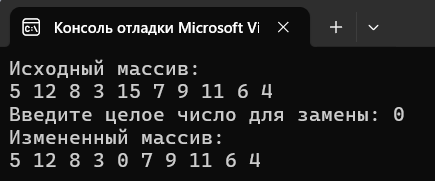 Консоль отладки Microsoft Vi
Исходный массив:
5 12 8 3 15 7 9 11 6 4
Введите целое число для замены: 0
Измененный массив:
5 12 8 3 0 7 9 11 6 4